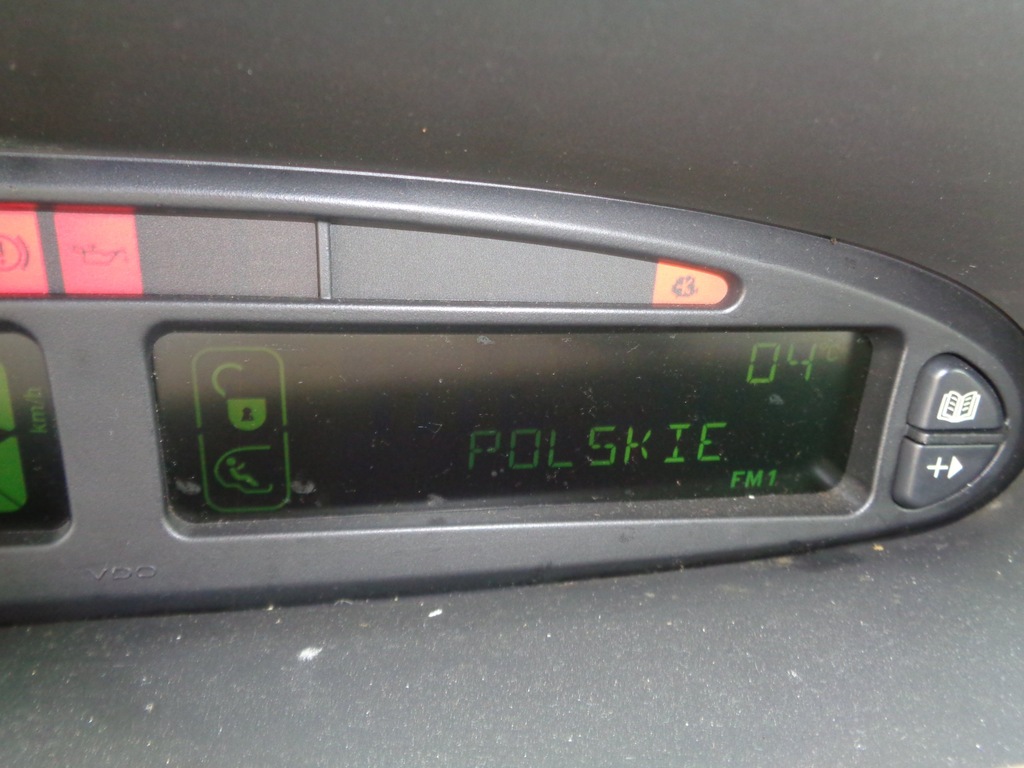 04°C
km/h
POLSKIE
FM1
VDO